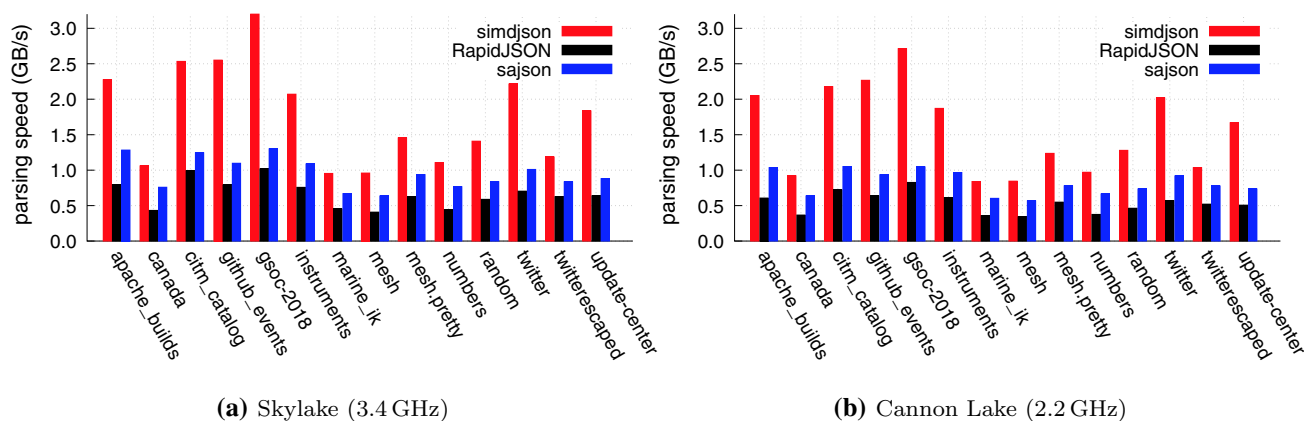 parsing speed (GB/s)
3.0
2.5
2.0
1.5
1.0
0.5
0.0
simdjson
RapidJSON
sajson
apache_builds
canada
citm_catalog
github_events
gsoc-2018
instruments
marine_ik
mesh
mesh.pretty
numbers
random
twitter
twitterescaped
update-center
(a) Skylake (3.4 GHz)
parsing speed (GB/s)
3.0
2.5
2.0
1.5
1.0
0.5
0.0
simdjson
RapidJSON
sajson
apache_builds
canada
citm_catalog
github_events
gsoc-2018
instruments
marine_ik
mesh
mesh.pretty
numbers
random
twitter
twitterescaped
update-center
(b) Cannon Lake (2.2 GHz)